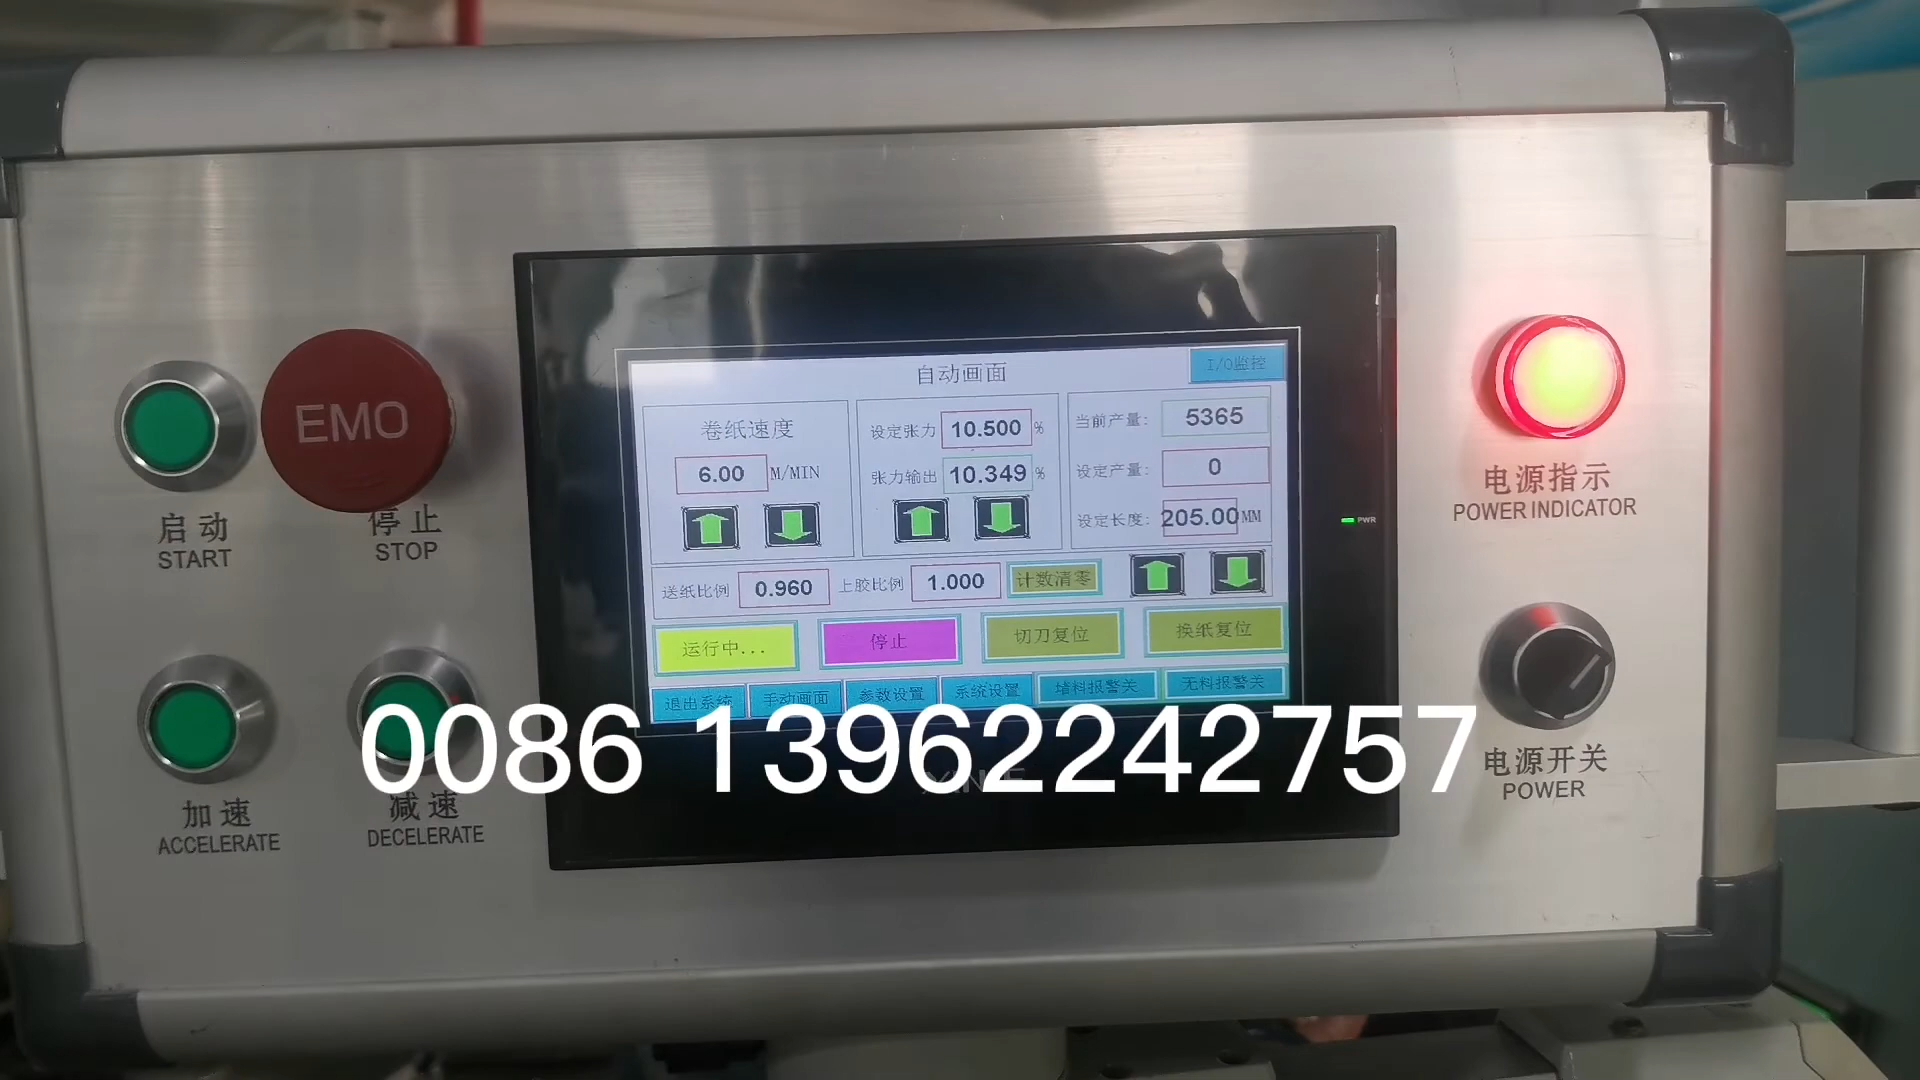 自动画面
I/O监控
卷纸速度
6.00 M/MIN
设定张力 10.500 %
张力输出 10.349 %
当前产量: 5365
设定产量: 0
设定长度: 205.00 MM
送纸比例 0.960 上胶比例 1.000 计数清零
运行中... 停止 切刀复位 换纸复位
退出系统 手动画面 参数设置 系统设置 堵料报警关 无料报警关
PWR
EMO
启动
START
停止
STOP
加速
ACCELERATE
减速
DECELERATE
电源指示
POWER INDICATOR
电源开关
POWER
0086 13962242757